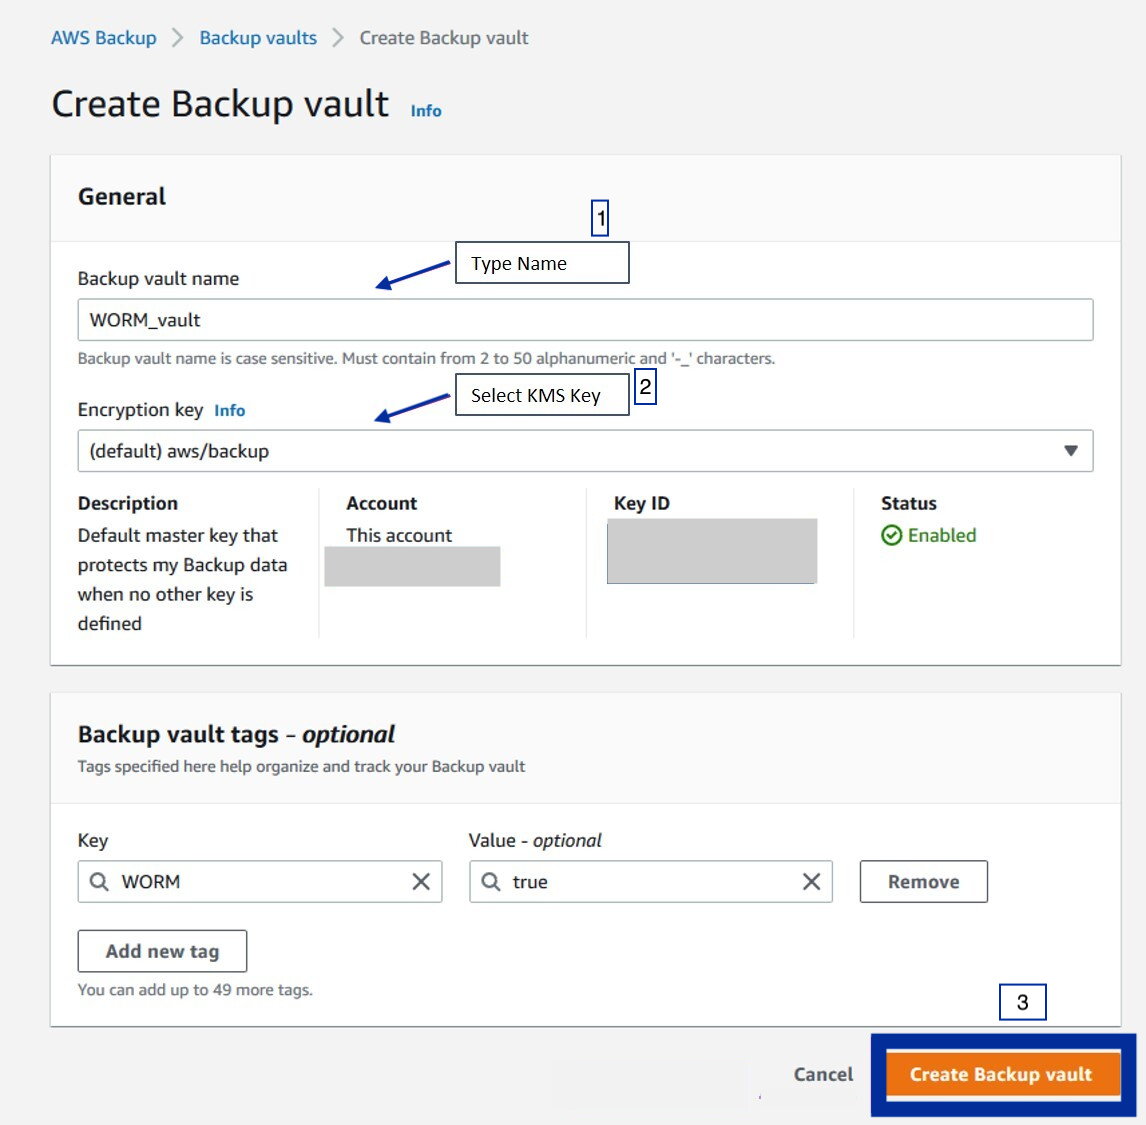 AWS Backup > Backup vaults > Create Backup vault
Create Backup vault Info
General
1
Type Name
Backup vault name
WORM_vault
Backup vault name is case sensitive. Must contain from 2 to 50 alphanumeric and '-_' characters.
Select KMS Key
2
Encryption key Info
(default) aws/backup
Description
Default master key that
protects my Backup data
when no other key is
defined
Account
This account
Key ID
Status
Enabled
Backup vault tags – optional
Tags specified here help organize and track your Backup vault
Key
Value - optional
WORM
true
Remove
Add new tag
You can add up to 49 more tags.
3
Cancel
Create Backup vault